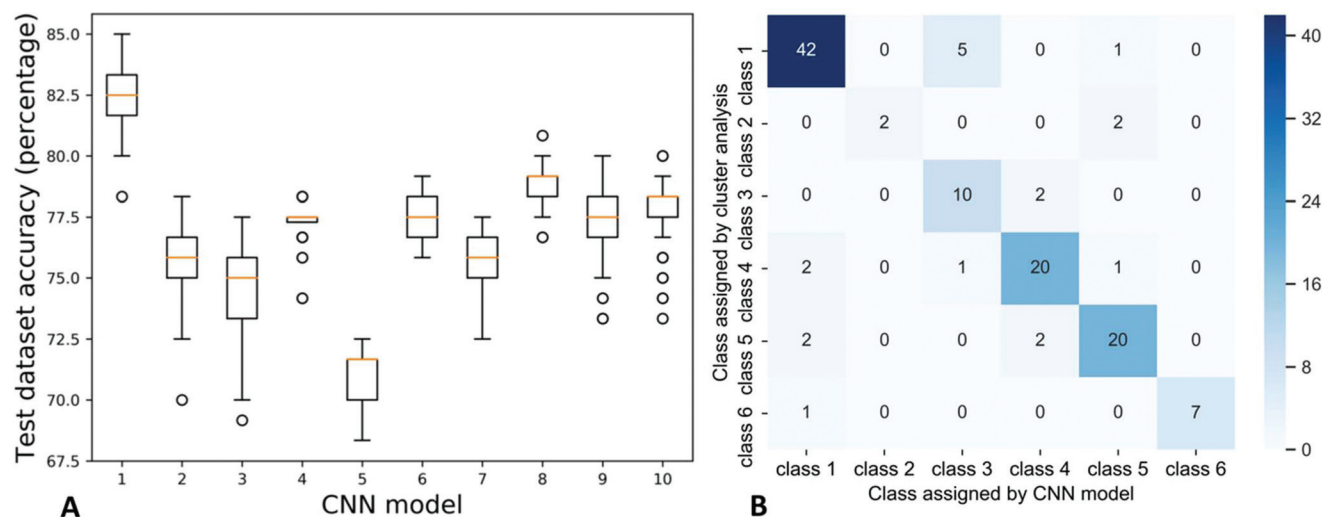 Test dataset accuracy (percentage)
85.0
82.5
80.0
77.5
75.0
72.5
70.0
67.5
1 2 3 4 5 6 7 8 9 10
CNN model
A
Class assigned by cluster analysis
class 1
class 2
class 3
class 4
class 5
class 6
42 0 5 0 1 0
0 2 0 0 2 0
0 0 10 2 0 0
2 0 1 20 1 0
2 0 0 2 20 0
1 0 0 0 0 7
class 1 class 2 class 3 class 4 class 5 class 6
Class assigned by CNN model
B
40
32
24
16
8
0